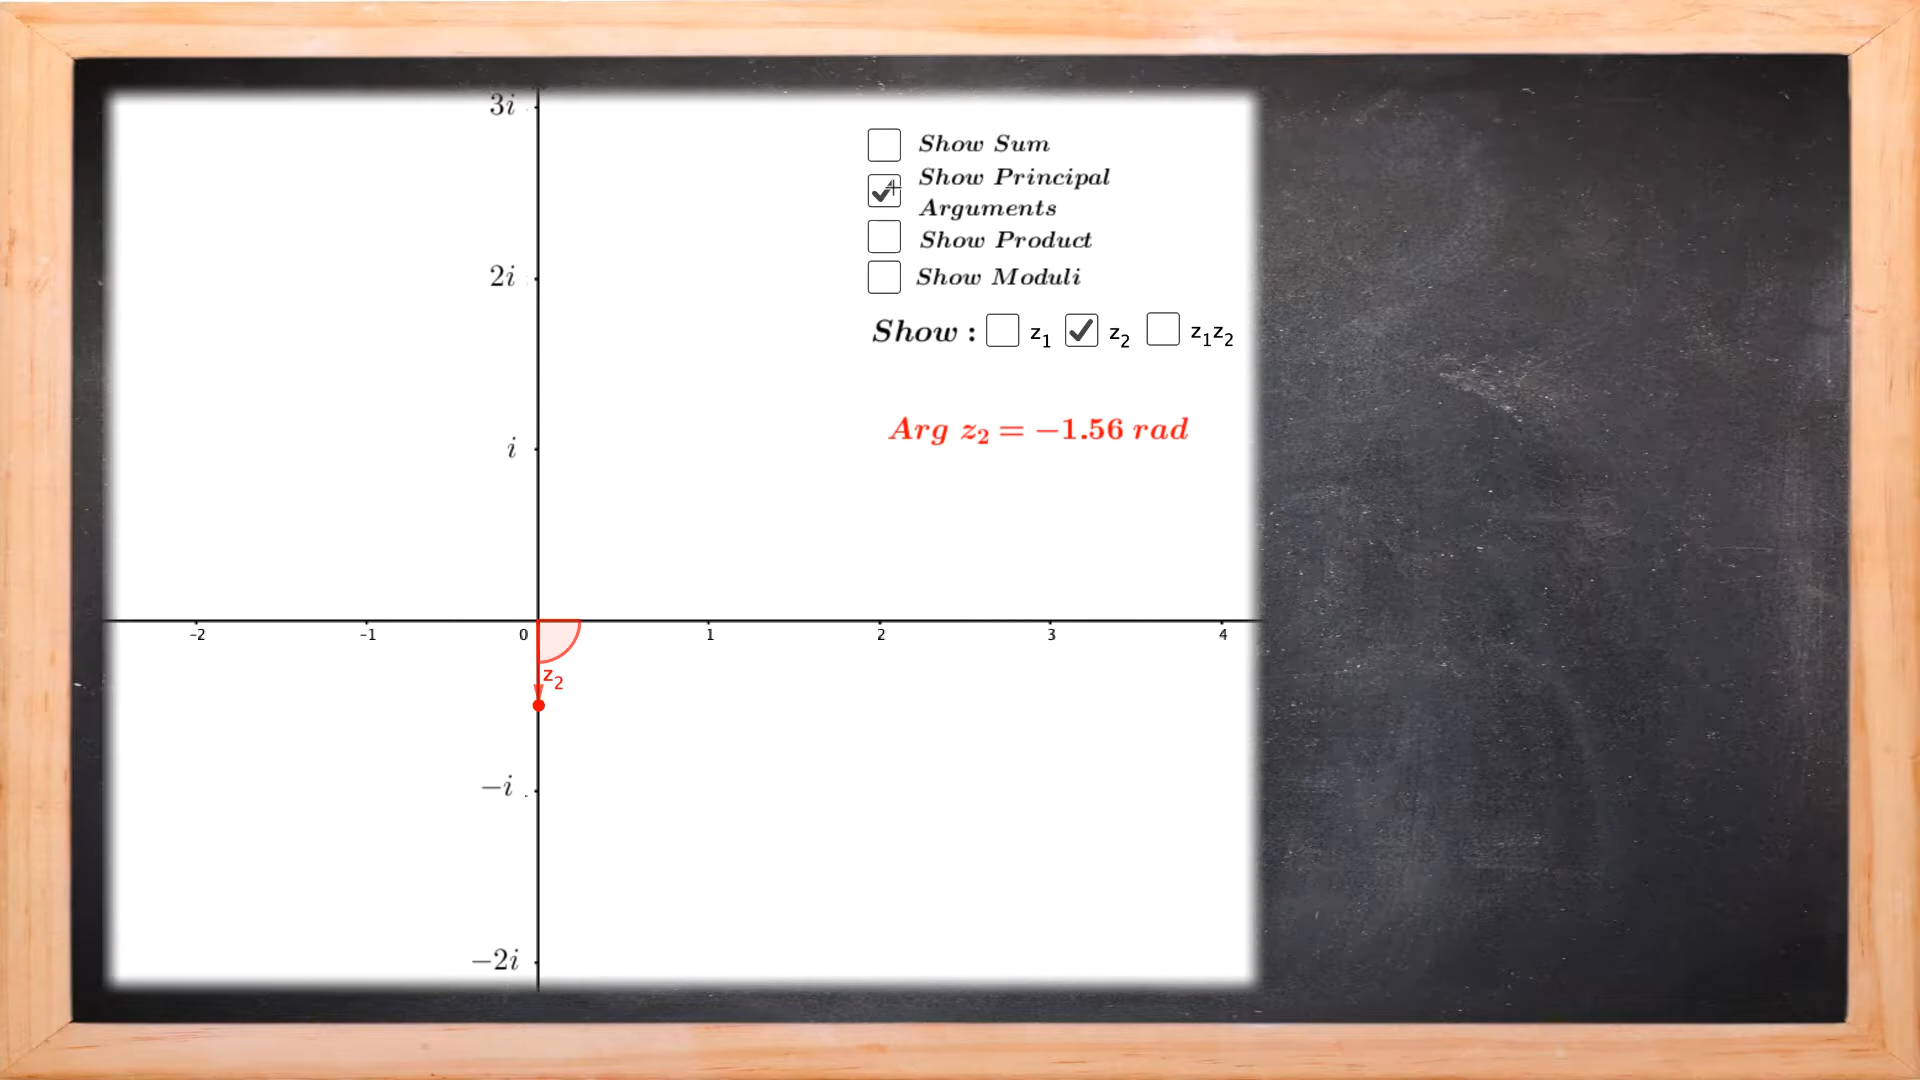 3i
Show Sum
Show Principal
Arguments
Show Product
2i
Show Moduli
Show : z₁ z₂ z₁z₂
Arg z₂ = −1.56 rad
i
-2 -1 0 1 2 3 4
z₂
−i
−2i